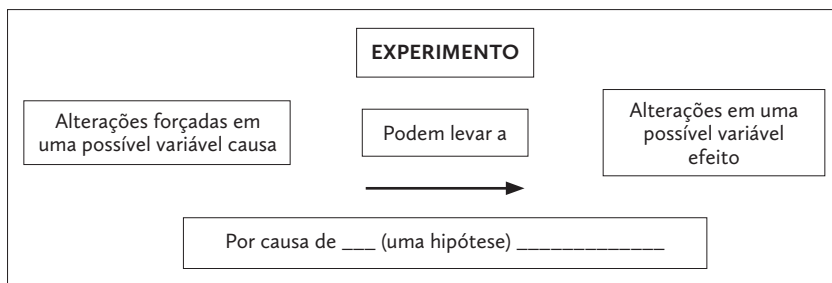 EXPERIMENTO
Alterações forçadas em
uma possível variável causa
Podem levar a
Alterações em uma
possível variável
efeito
Por causa de ___ (uma hipótese) _____________